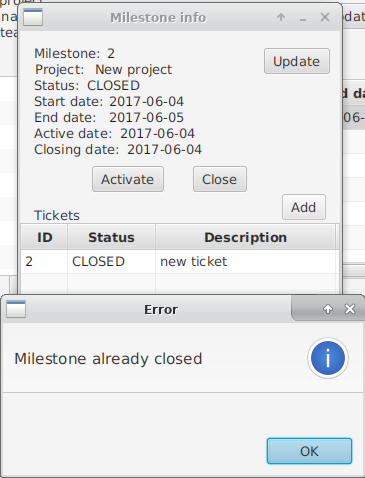 Milestone info
Milestone: 2
Update
Project: New project
Status: CLOSED
Start date: 2017-06-04
End date: 2017-06-05
Active date: 2017-06-04
Closing date: 2017-06-04
Activate Close
Add
Tickets
ID Status Description
2 CLOSED new ticket
Error
Milestone already closed
i
OK